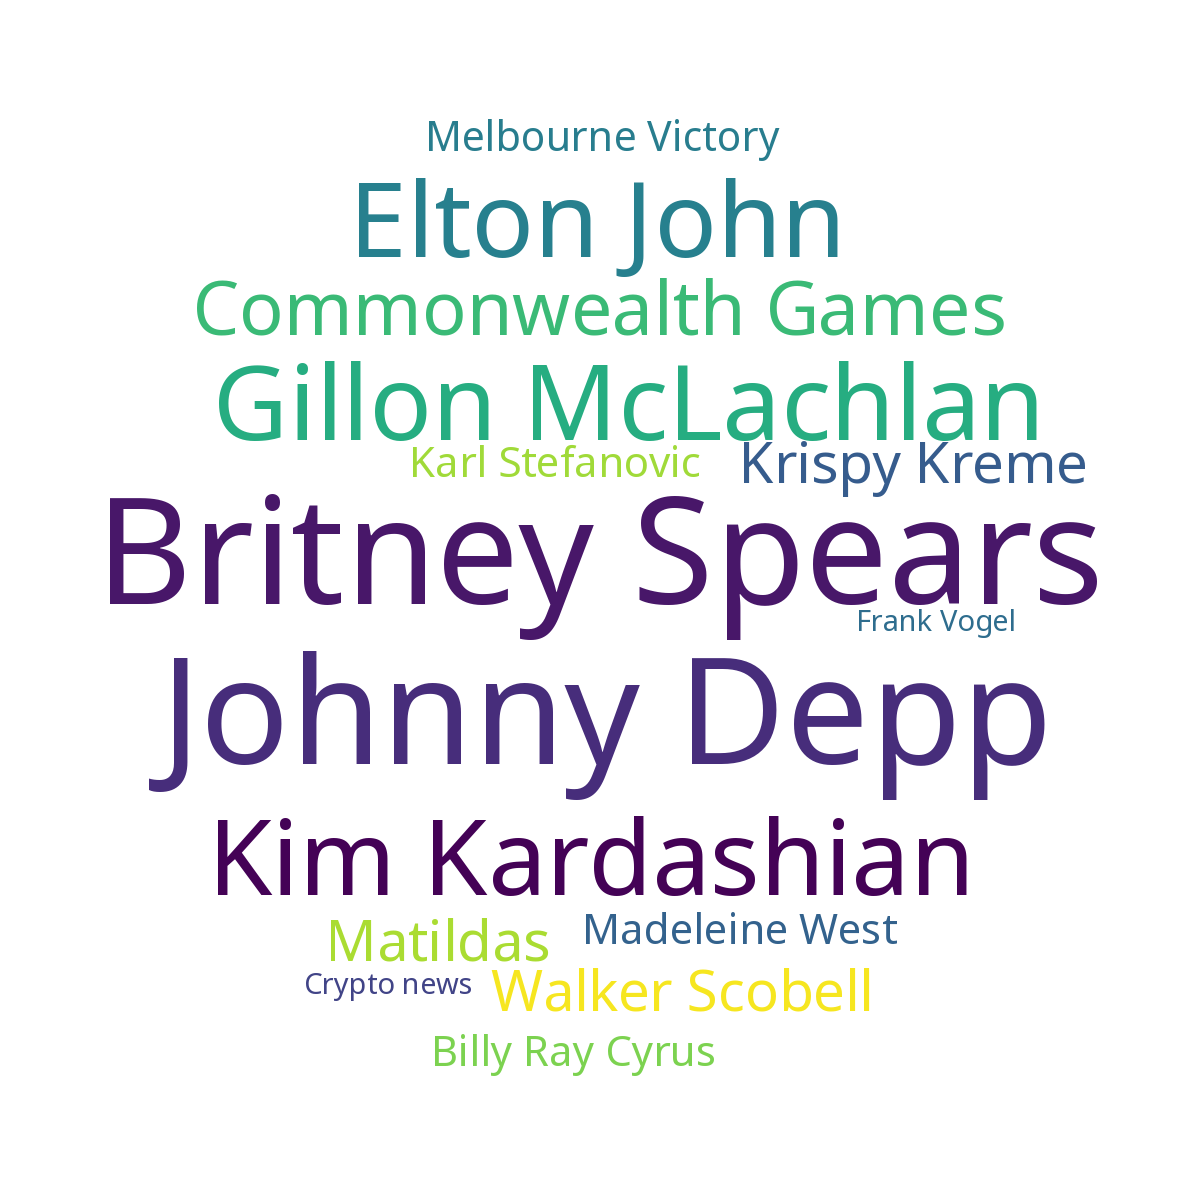 Melbourne Victory
Elton John
Commonwealth Games
Gillon McLachlan
Karl Stefanovic
Krispy Kreme
Britney Spears
Frank Vogel
Johnny Depp
Kim Kardashian
Matildas
Madeleine West
Crypto news
Walker Scobell
Billy Ray Cyrus